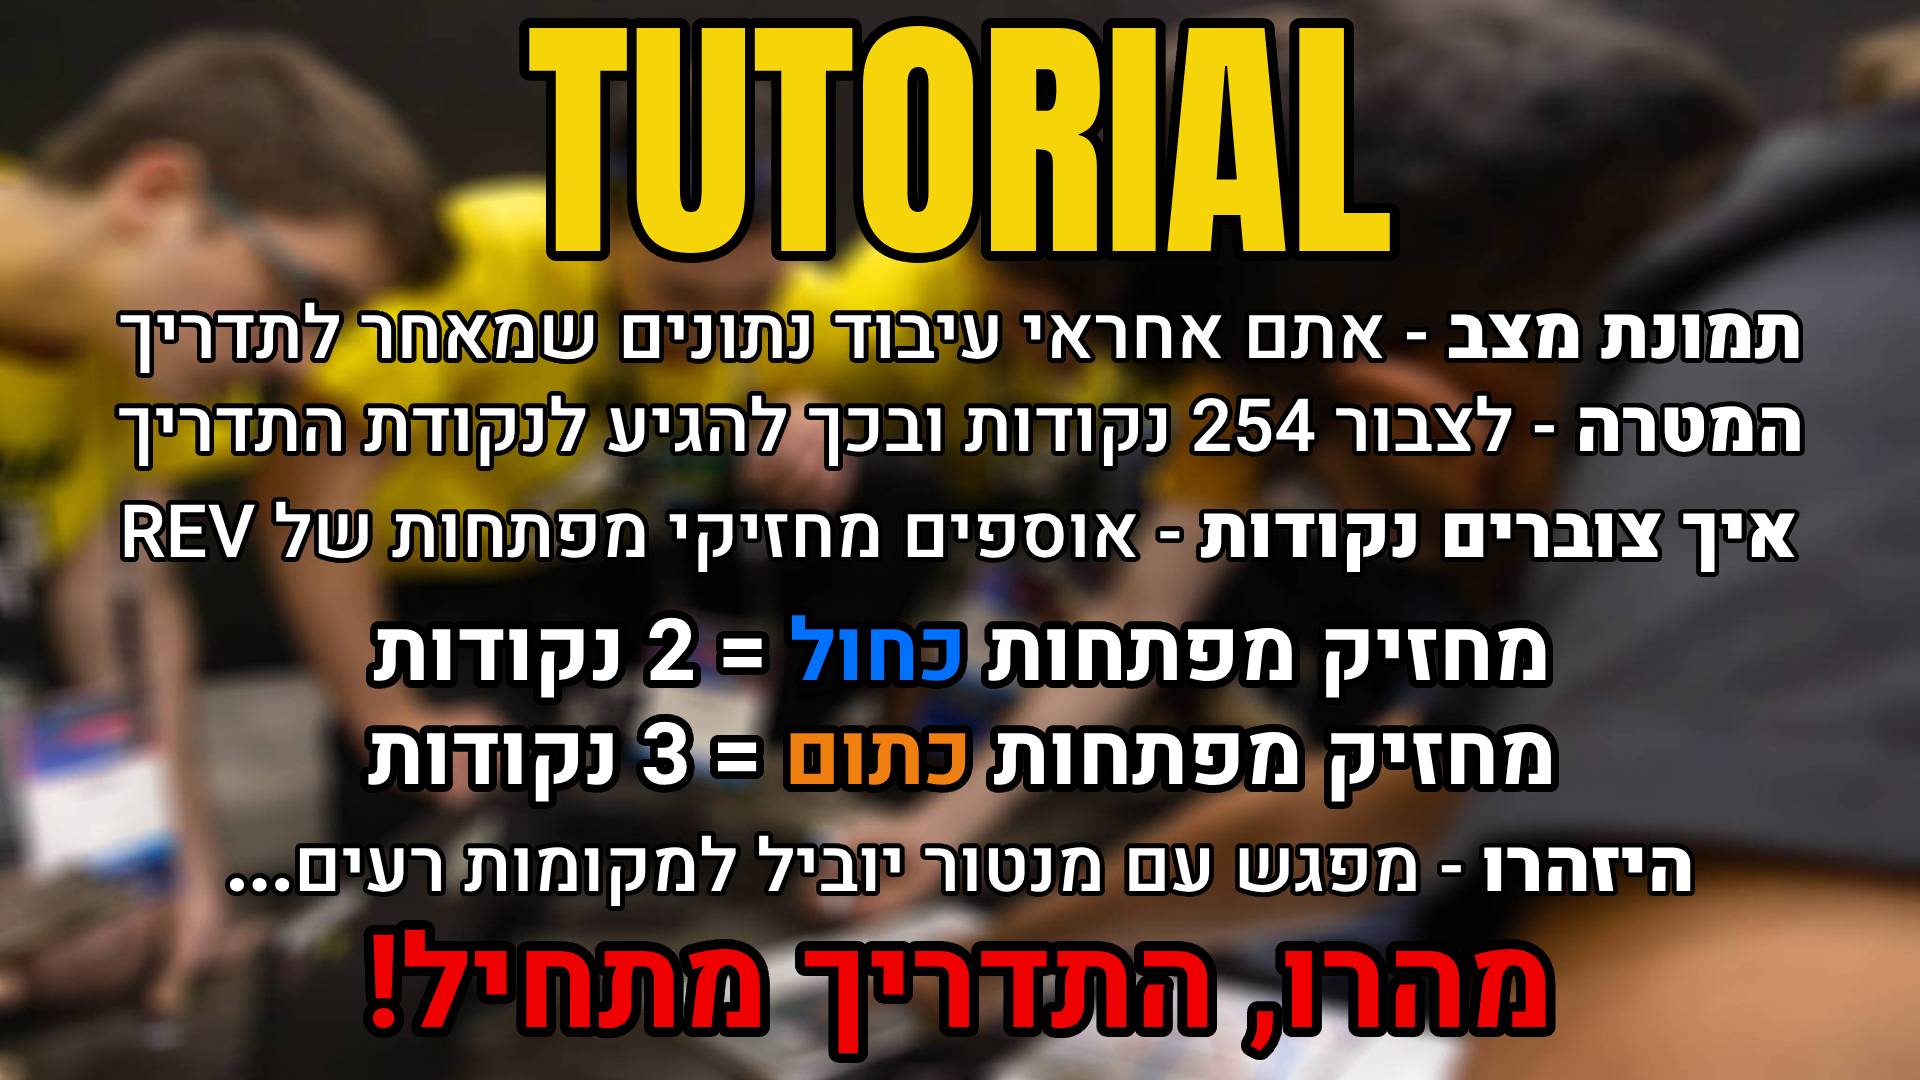 TUTORIAL
תמונת מצב - אתם אחראי עיבוד נתונים שמאחר לתדריך
המטרה - לצבור 254 נקודות ובכך להגיע לנקודת התדריך
איך צוברים נקודות - אוספים מחזיקי מפתחות של REV
מחזיק מפתחות כחול = 2 נקודות
מחזיק מפתחות כתום = 3 נקודות
היזהרו - מפגש עם מנטור יוביל למקומות רעים...
מהרו, התדריך מתחיל!